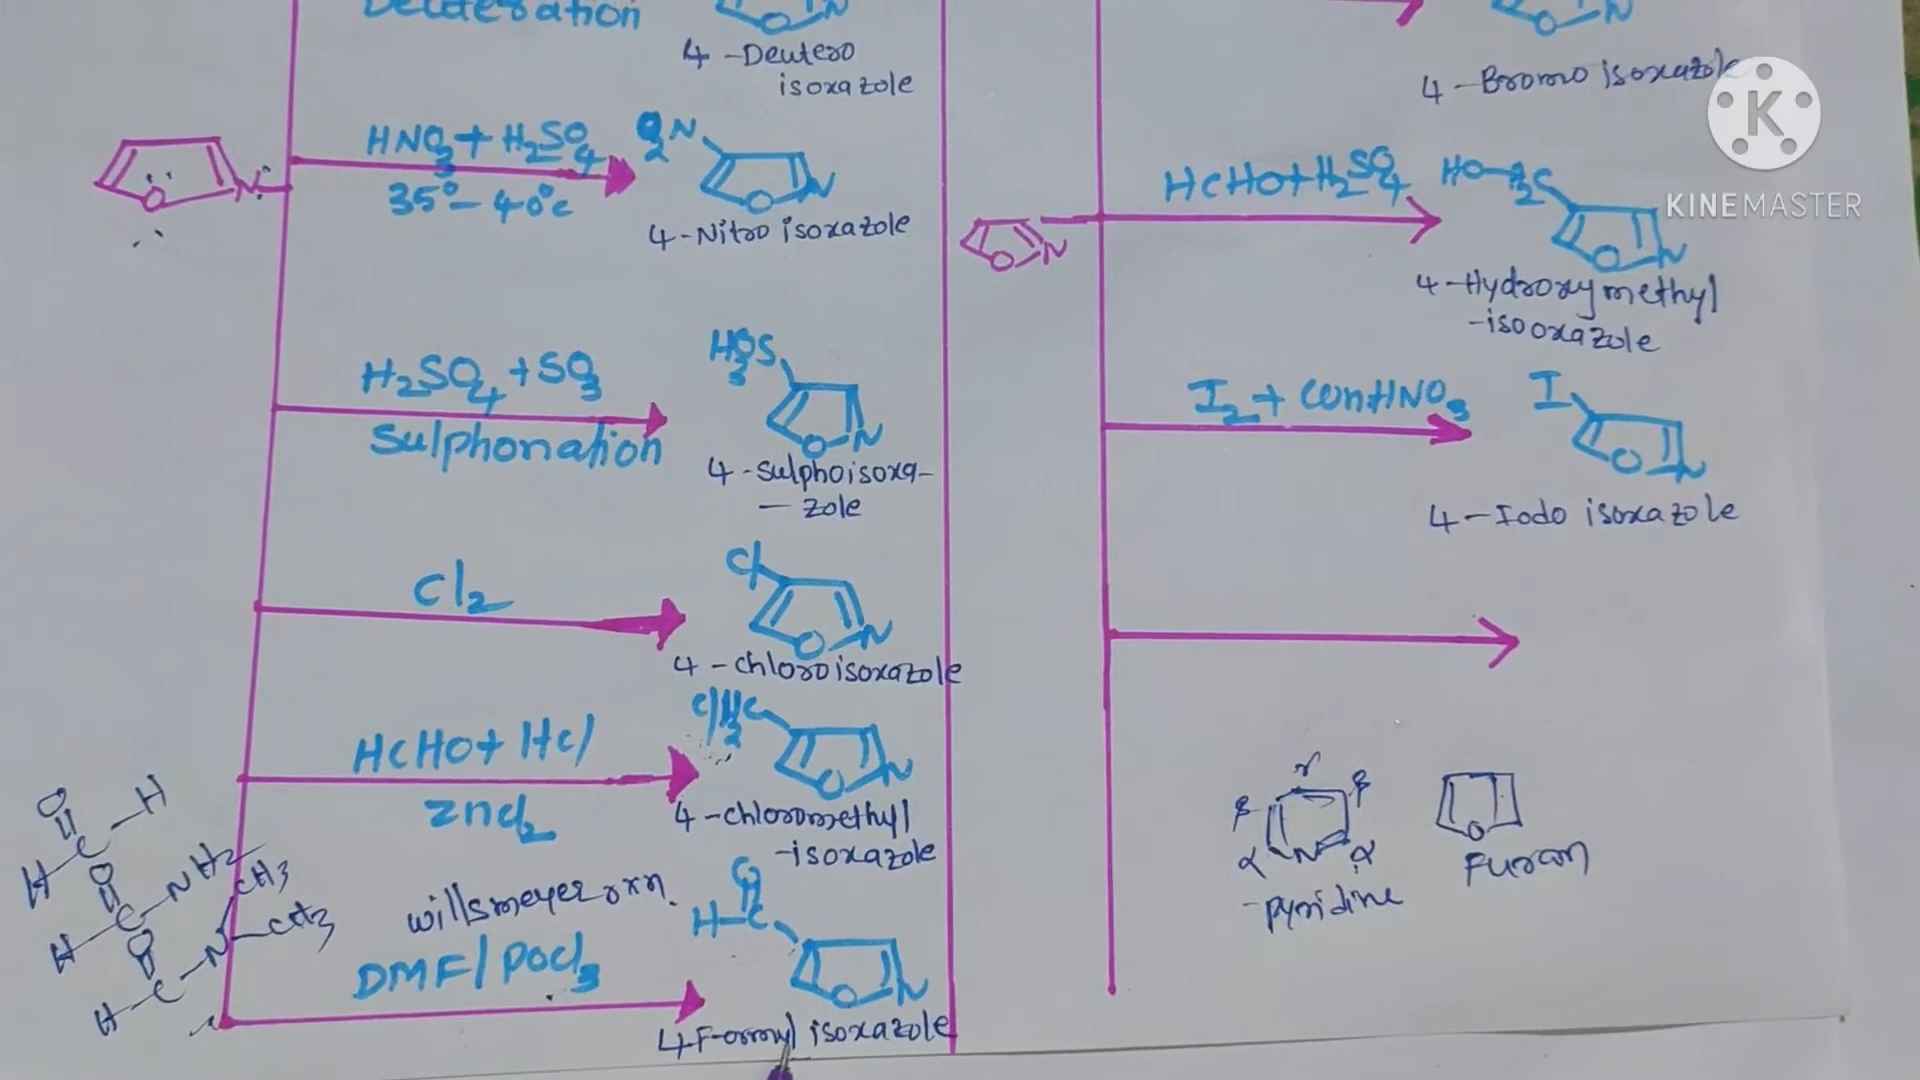 Deuteration
4-Deutero
isoxazole
HNO3+H2SO4
35°-40°c
O2N
N
O
4-Nitro isoxazole
H2SO4+SO3
Sulphonation
HO3S
O
N
4-sulphoisoxa-
- zole
Cl2
Cl
O
N
4-chloroisoxazole
HCHO+HCl
ZnCl2
ClH2C
O
N
4-chloromethyl
-isoxazole
willsmeyer rxn.
DMF/POCl3
H-C
O
N
4-Formyl isoxazole
O
H
C
H
O
NH2
C
H
O
CH3
N-CH3
C
H
O
N
4-Bromo isoxazole
K
KINEMASTER
HCHO+H2SO4
HO-H2C
O
N
4-Hydroxymethyl
-isooxazole
O
N
I2+conHNO3
I
O
N
4-Iodo isoxazole
γ
β
β
α
N
α
-Pyridine
O
Furan